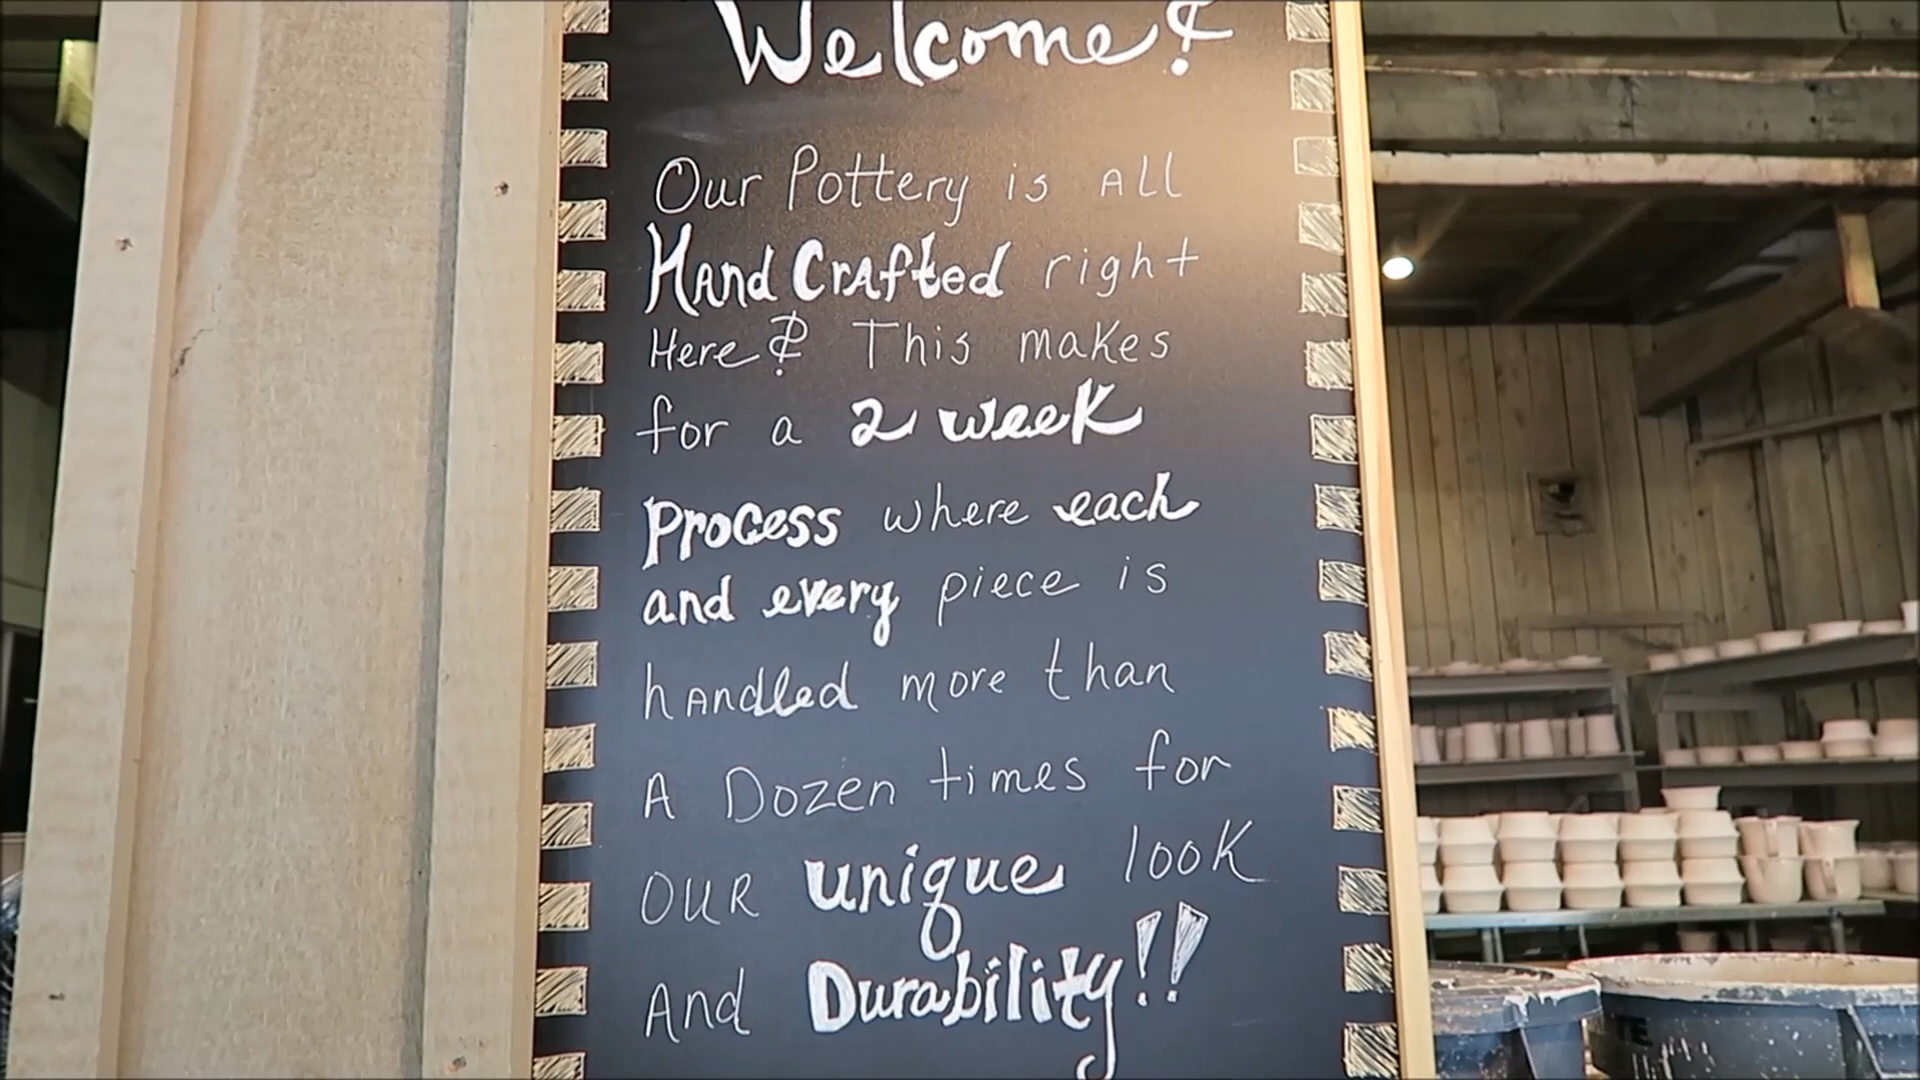 Welcome!
Our Pottery is All
Hand Crafted right
Here! This makes
for a 2 week
Process where each
and every piece is
handled more than
A Dozen times for
our unique look
And Durability!!